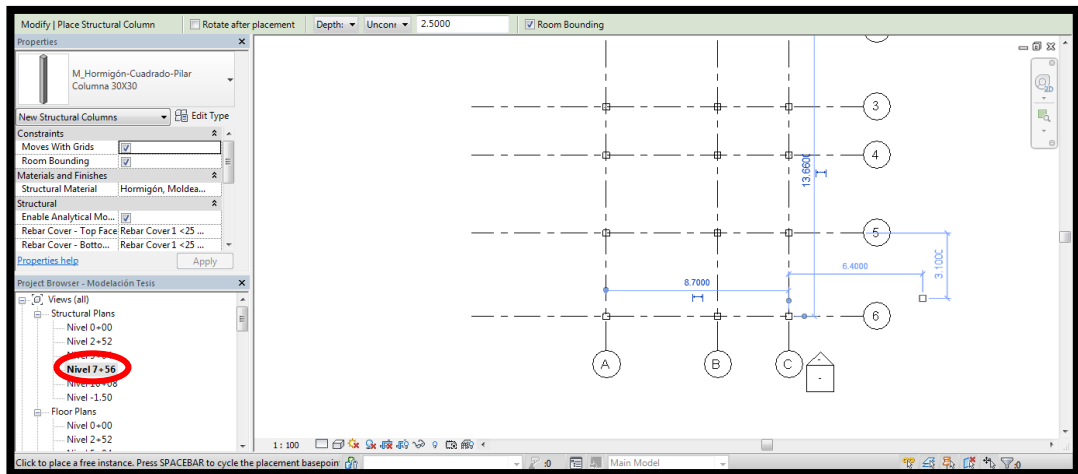 Modify | Place Structural Column Rotate after placement Depth: Unconr 2.5000 Room Bounding
Properties
M_Hormigón-Cuadrado-Pilar
Columna 30X30
New Structural Columns Edit Type
Constraints
Moves With Grids
Room Bounding
Materials and Finishes
Structural Material Hormigón, Moldea...
Structural
Enable Analytical Mo...
Rebar Cover - Top Face Rebar Cover 1 <25 ...
Rebar Cover - Botto... Rebar Cover 1 <25 ...
Properties help Apply
Project Browser - Modelación Tesis
Views (all)
Structural Plans
Nivel 0+00
Nivel 2+52
Nivel 7+56
Nivel -1.50
Floor Plans
Nivel 0+00
Nivel 2+52
3
4
13.6600
5
6.4000
3.1000
8.7000
6
A B C
-
-
2D
1 : 100
Click to place a free instance. Press SPACEBAR to cycle the placement basepoin :0 Main Model :0